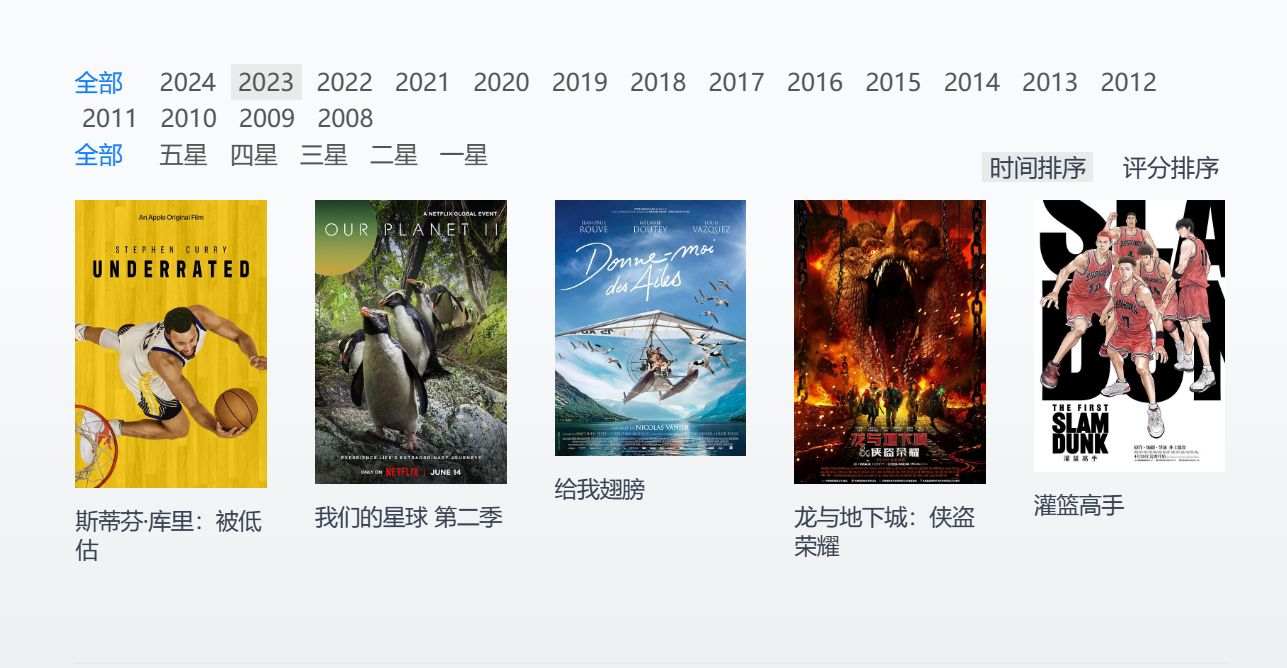 全部 2024 2023 2022 2021 2020 2019 2018 2017 2016 2015 2014 2013 2012
2011 2010 2009 2008
全部 五星 四星 三星 二星 一星
时间排序 评分排序
An Apple Original Film
STEPHEN CURRY
UNDERRATED
斯蒂芬·库里：被低
估
A NETFLIX GLOBAL EVENT
OUR PLANET II
EXPERIENCE LIFE'S EXTRAORDINARY JOURNEYS
ONLY ON NETFLIX | JUNE 14
我们的星球 第二季
JEAN-PAUL ROUVE
MÉLANIE DOUTEY
LOUIS VAZQUEZ
Donne-moi
des Ailes
NICOLAS VANIER
给我翅膀
龙与地下城
&侠盗荣耀
龙与地下城：侠盗
荣耀
SLA
DUN
THE FIRST
SLAM
DUNK
灌篮高手
灌篮高手